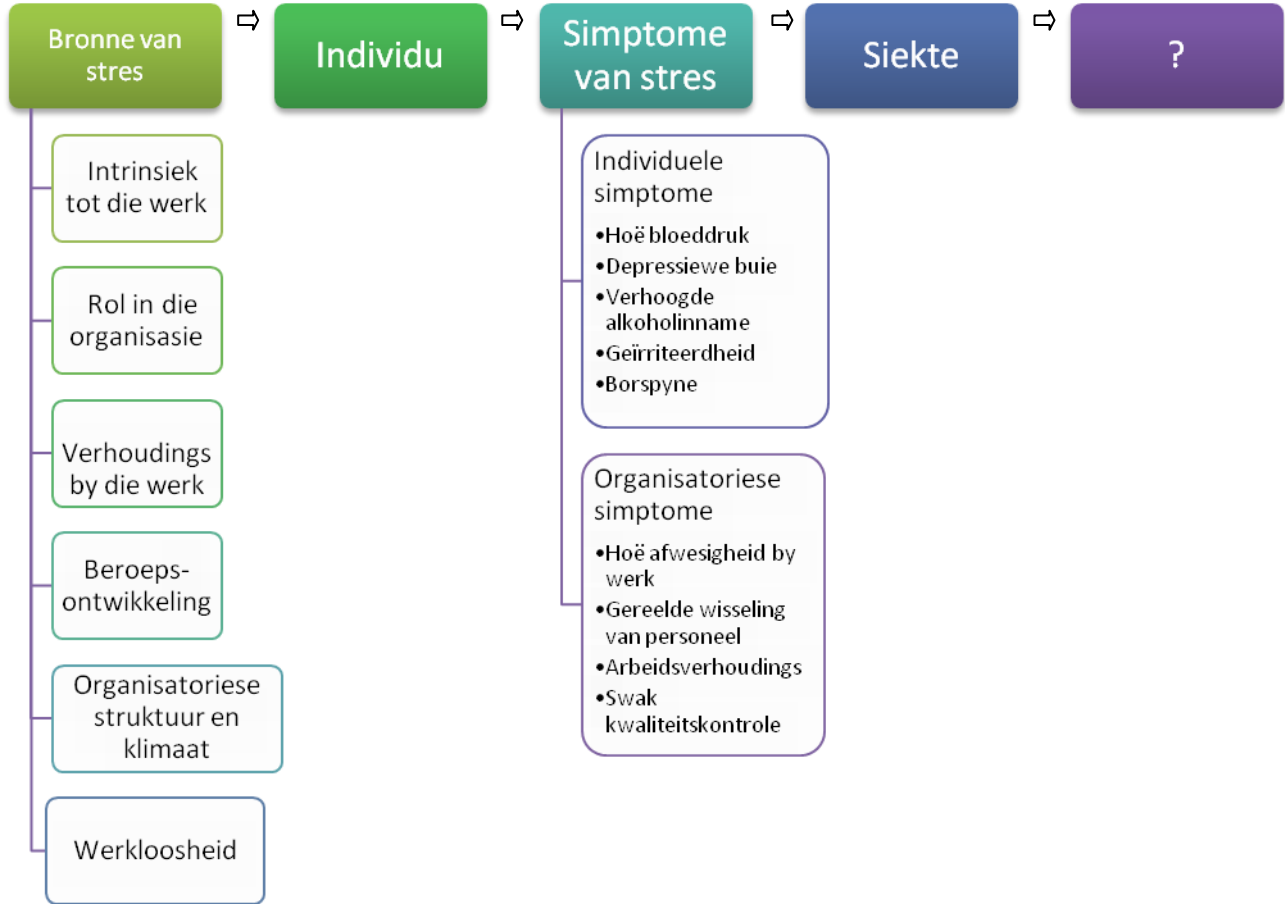 Bronne van
stres
Individu
Simptome
van stres
Siekte
?
Intrinsiek
tot die werk
Rol in die
organisasie
Verhoudings
by die werk
Beroeps-
ontwikkeling
Organisatoriese
struktuur en
klimaat
Werkloosheid
Individuele
simptome
•Hoë bloeddruk
•Depressiewe buie
•Verhoogde
alkoholinname
•Geïrriteerdheid
•Borspyne
Organisatoriese
simptome
•Hoë afwesigheid by
werk
•Gereelde wisseling
van personeel
•Arbeidsverhoudings
•Swak
kwaliteitskontrole